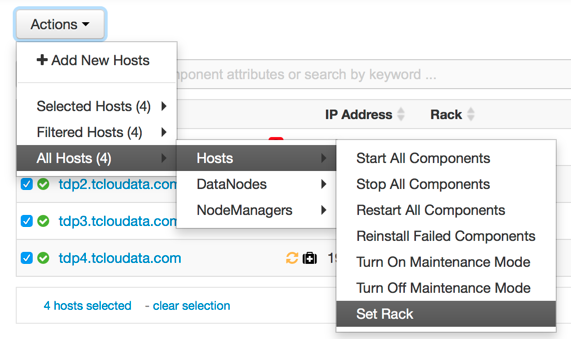 Actions
Add New Hosts
ponent attributes or search by keyword ...
Selected Hosts (4)
Filtered Hosts (4)
All Hosts (4)
IP Address
Rack
Hosts
DataNodes
NodeManagers
Start All Components
Stop All Components
Restart All Components
Reinstall Failed Components
Turn On Maintenance Mode
Turn Off Maintenance Mode
Set Rack
tdp2.tcloudata.com
tdp3.tcloudata.com
tdp4.tcloudata.com
4 hosts selected - clear selection